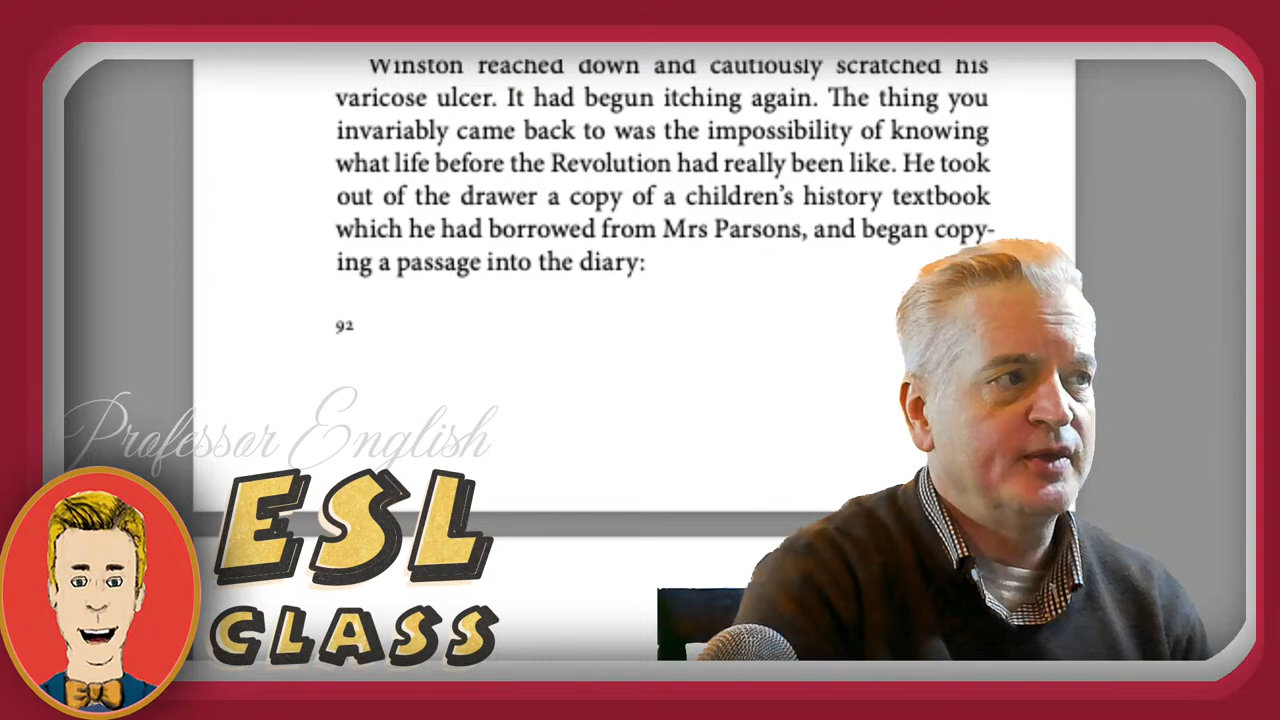 Winston reached down and cautiously scratched his
varicose ulcer. It had begun itching again. The thing you
invariably came back to was the impossibility of knowing
what life before the Revolution had really been like. He took
out of the drawer a copy of a children’s history textbook
which he had borrowed from Mrs Parsons, and began copy-
ing a passage into the diary:
92
Professor English
ESL
CLASS